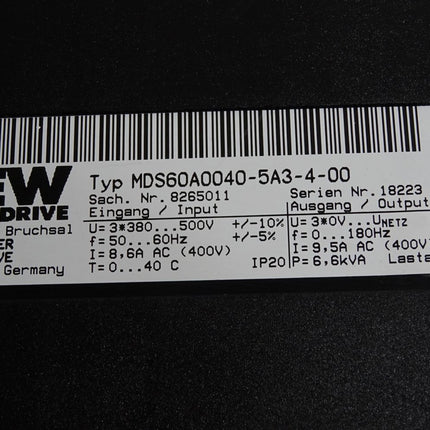 EW
DRIVE
Bruchsal
ER
VE
Germany
Typ MDS60A0040-5A3-4-00
Sach. Nr. 8265011 Serien Nr. 18223
Eingang / Input Ausgang / Output
U= 3*380...500V +/-10% U= 3*0V...UNETZ
f= 50...60Hz +/-5% f= 0...180Hz
I= 8,6A AC (400V) I= 9,5A AC (400V)
T= 0...40 C IP20 P= 6,6kVA Lasta